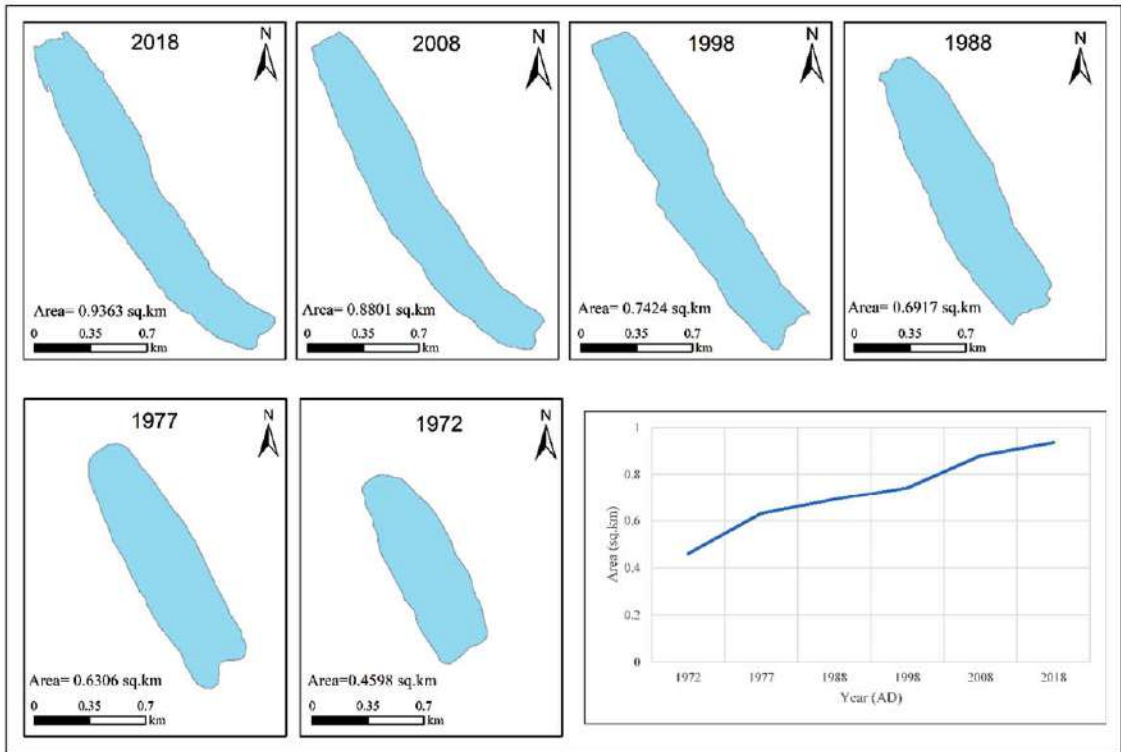 2018
N
Area= 0.9363 sq.km
0 0.35 0.7
km
2008
N
Area= 0.8801 sq.km
0 0.35 0.7
km
1998
N
Area= 0.7424 sq.km
0 0.35 0.7
km
1988
N
Area= 0.6917 sq.km
0 0.35 0.7
km
1977
N
Area= 0.6306 sq.km
0 0.35 0.7
km
1972
N
Area=0.4598 sq.km
0 0.35 0.7
km
Area (sq.km)
1
0.8
0.6
0.4
0.2
0
1972 1977 1988 1998 2008 2018
Year (AD)